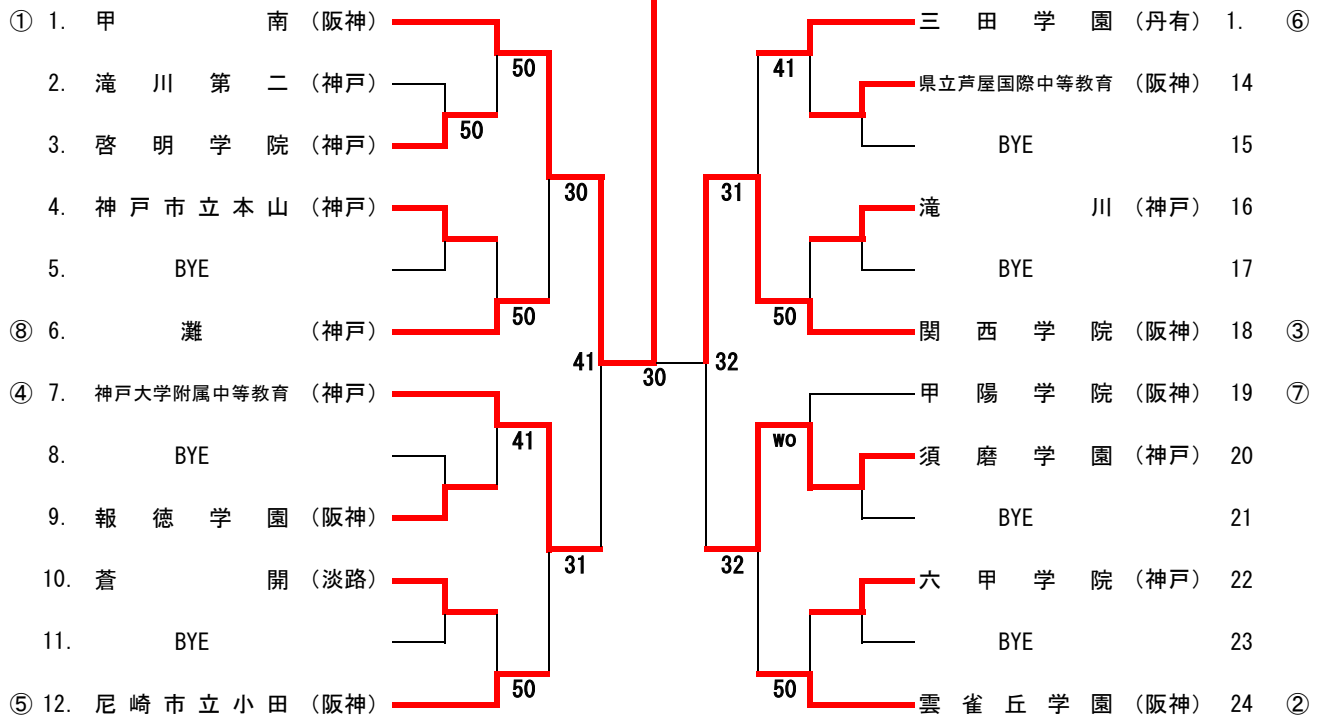 ① 1. 甲南 (阪神) 三田学園 (丹有) 1. ⑥
50 41
2. 滝川第二 (神戸) 県立芦屋国際中等教育 (阪神) 14
50
3. 啓明学院 (神戸) BYE 15
30 31
4. 神戸市立本山 (神戸) 滝川 (神戸) 16
5. BYE BYE 17
50 50
⑧ 6. 灘 (神戸) 関西学院 (阪神) 18 ③
41 30 32
④ 7. 神戸大学附属中等教育 (神戸) 甲陽学院 (阪神) 19 ⑦
41 wo
8. BYE 須磨学園 (神戸) 20
9. 報徳学園 (阪神) BYE 21
31 32
10. 蒼開 (淡路) 六甲学院 (神戸) 22
11. BYE BYE 23
50 50
⑤ 12. 尼崎市立小田 (阪神) 雲雀丘学園 (阪神) 24 ②